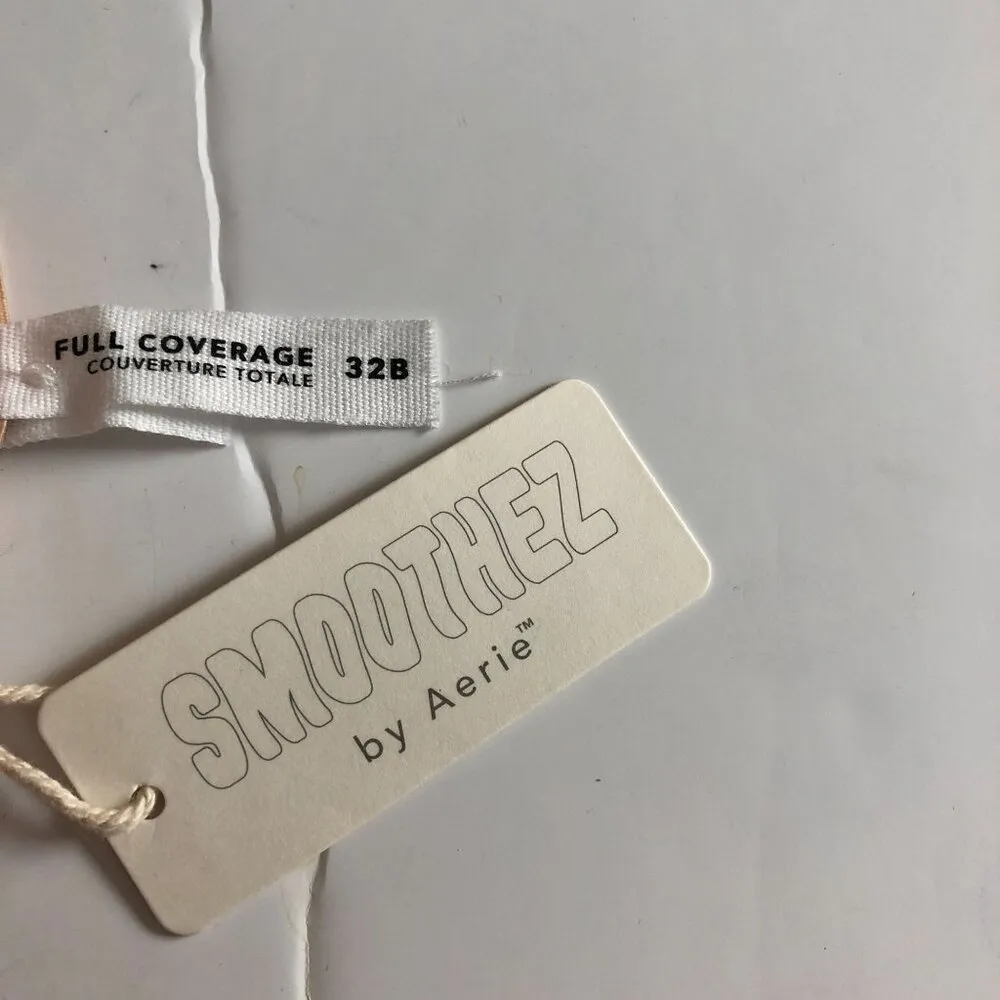 FULL COVERAGE 32B
COUVERTURE TOTALE
SMOOTHEZ
by Aerie™